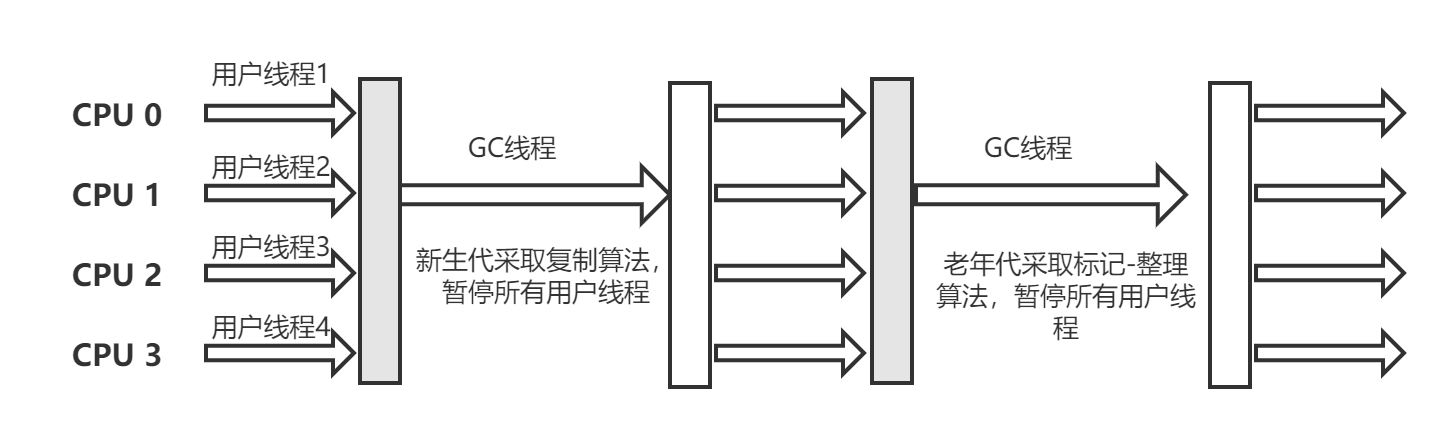 用户线程1
CPU 0
用户线程2
CPU 1
用户线程3
CPU 2
用户线程4
CPU 3
GC线程
新生代采取复制算法，
暂停所有用户线程
GC线程
老年代采取标记-整理
算法，暂停所有用户线
程